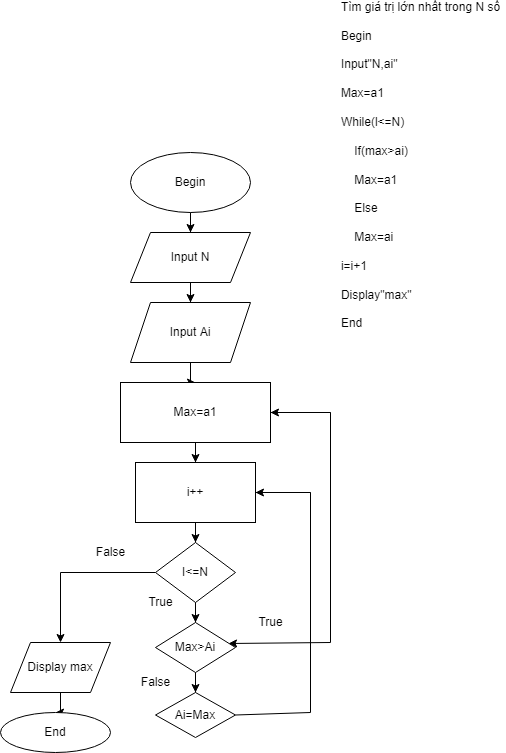 Tìm giá trị lớn nhất trong N số
Begin
Input"N,ai"
Max=a1
While(I<=N)
If(max>ai)
Max=a1
Else
Max=ai
i=i+1
Display"max"
End
Begin
Input N
Input Ai
Max=a1
i++
False
I<=N
True
True
Max>Ai
Display max
False
Ai=Max
End